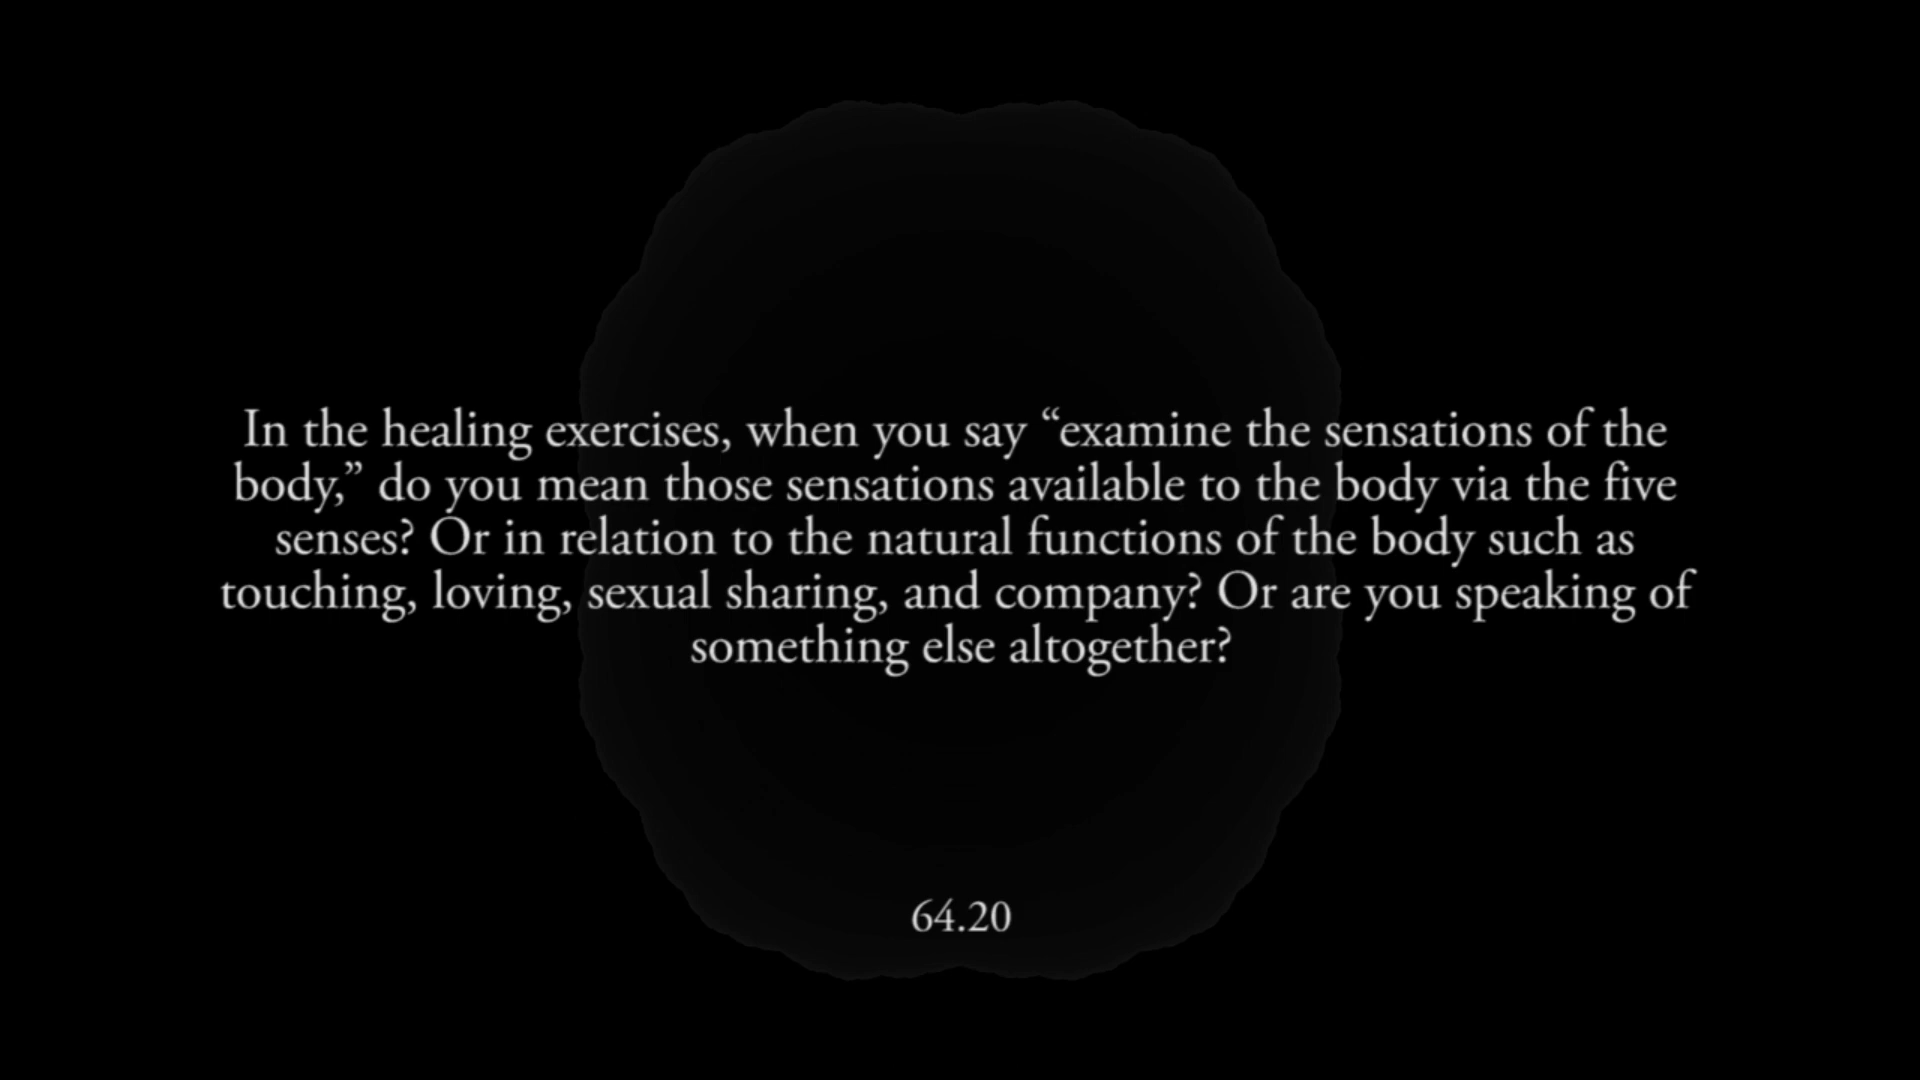 In the healing exercises, when you say “examine the sensations of the
body,” do you mean those sensations available to the body via the five
senses? Or in relation to the natural functions of the body such as
touching, loving, sexual sharing, and company? Or are you speaking of
something else altogether?
64.20